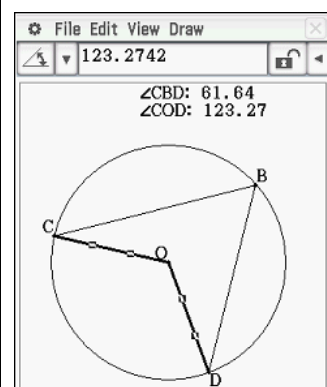 File Edit View Draw
123.2742
∠CBD: 61.64
∠COD: 123.27
B
C
O
D